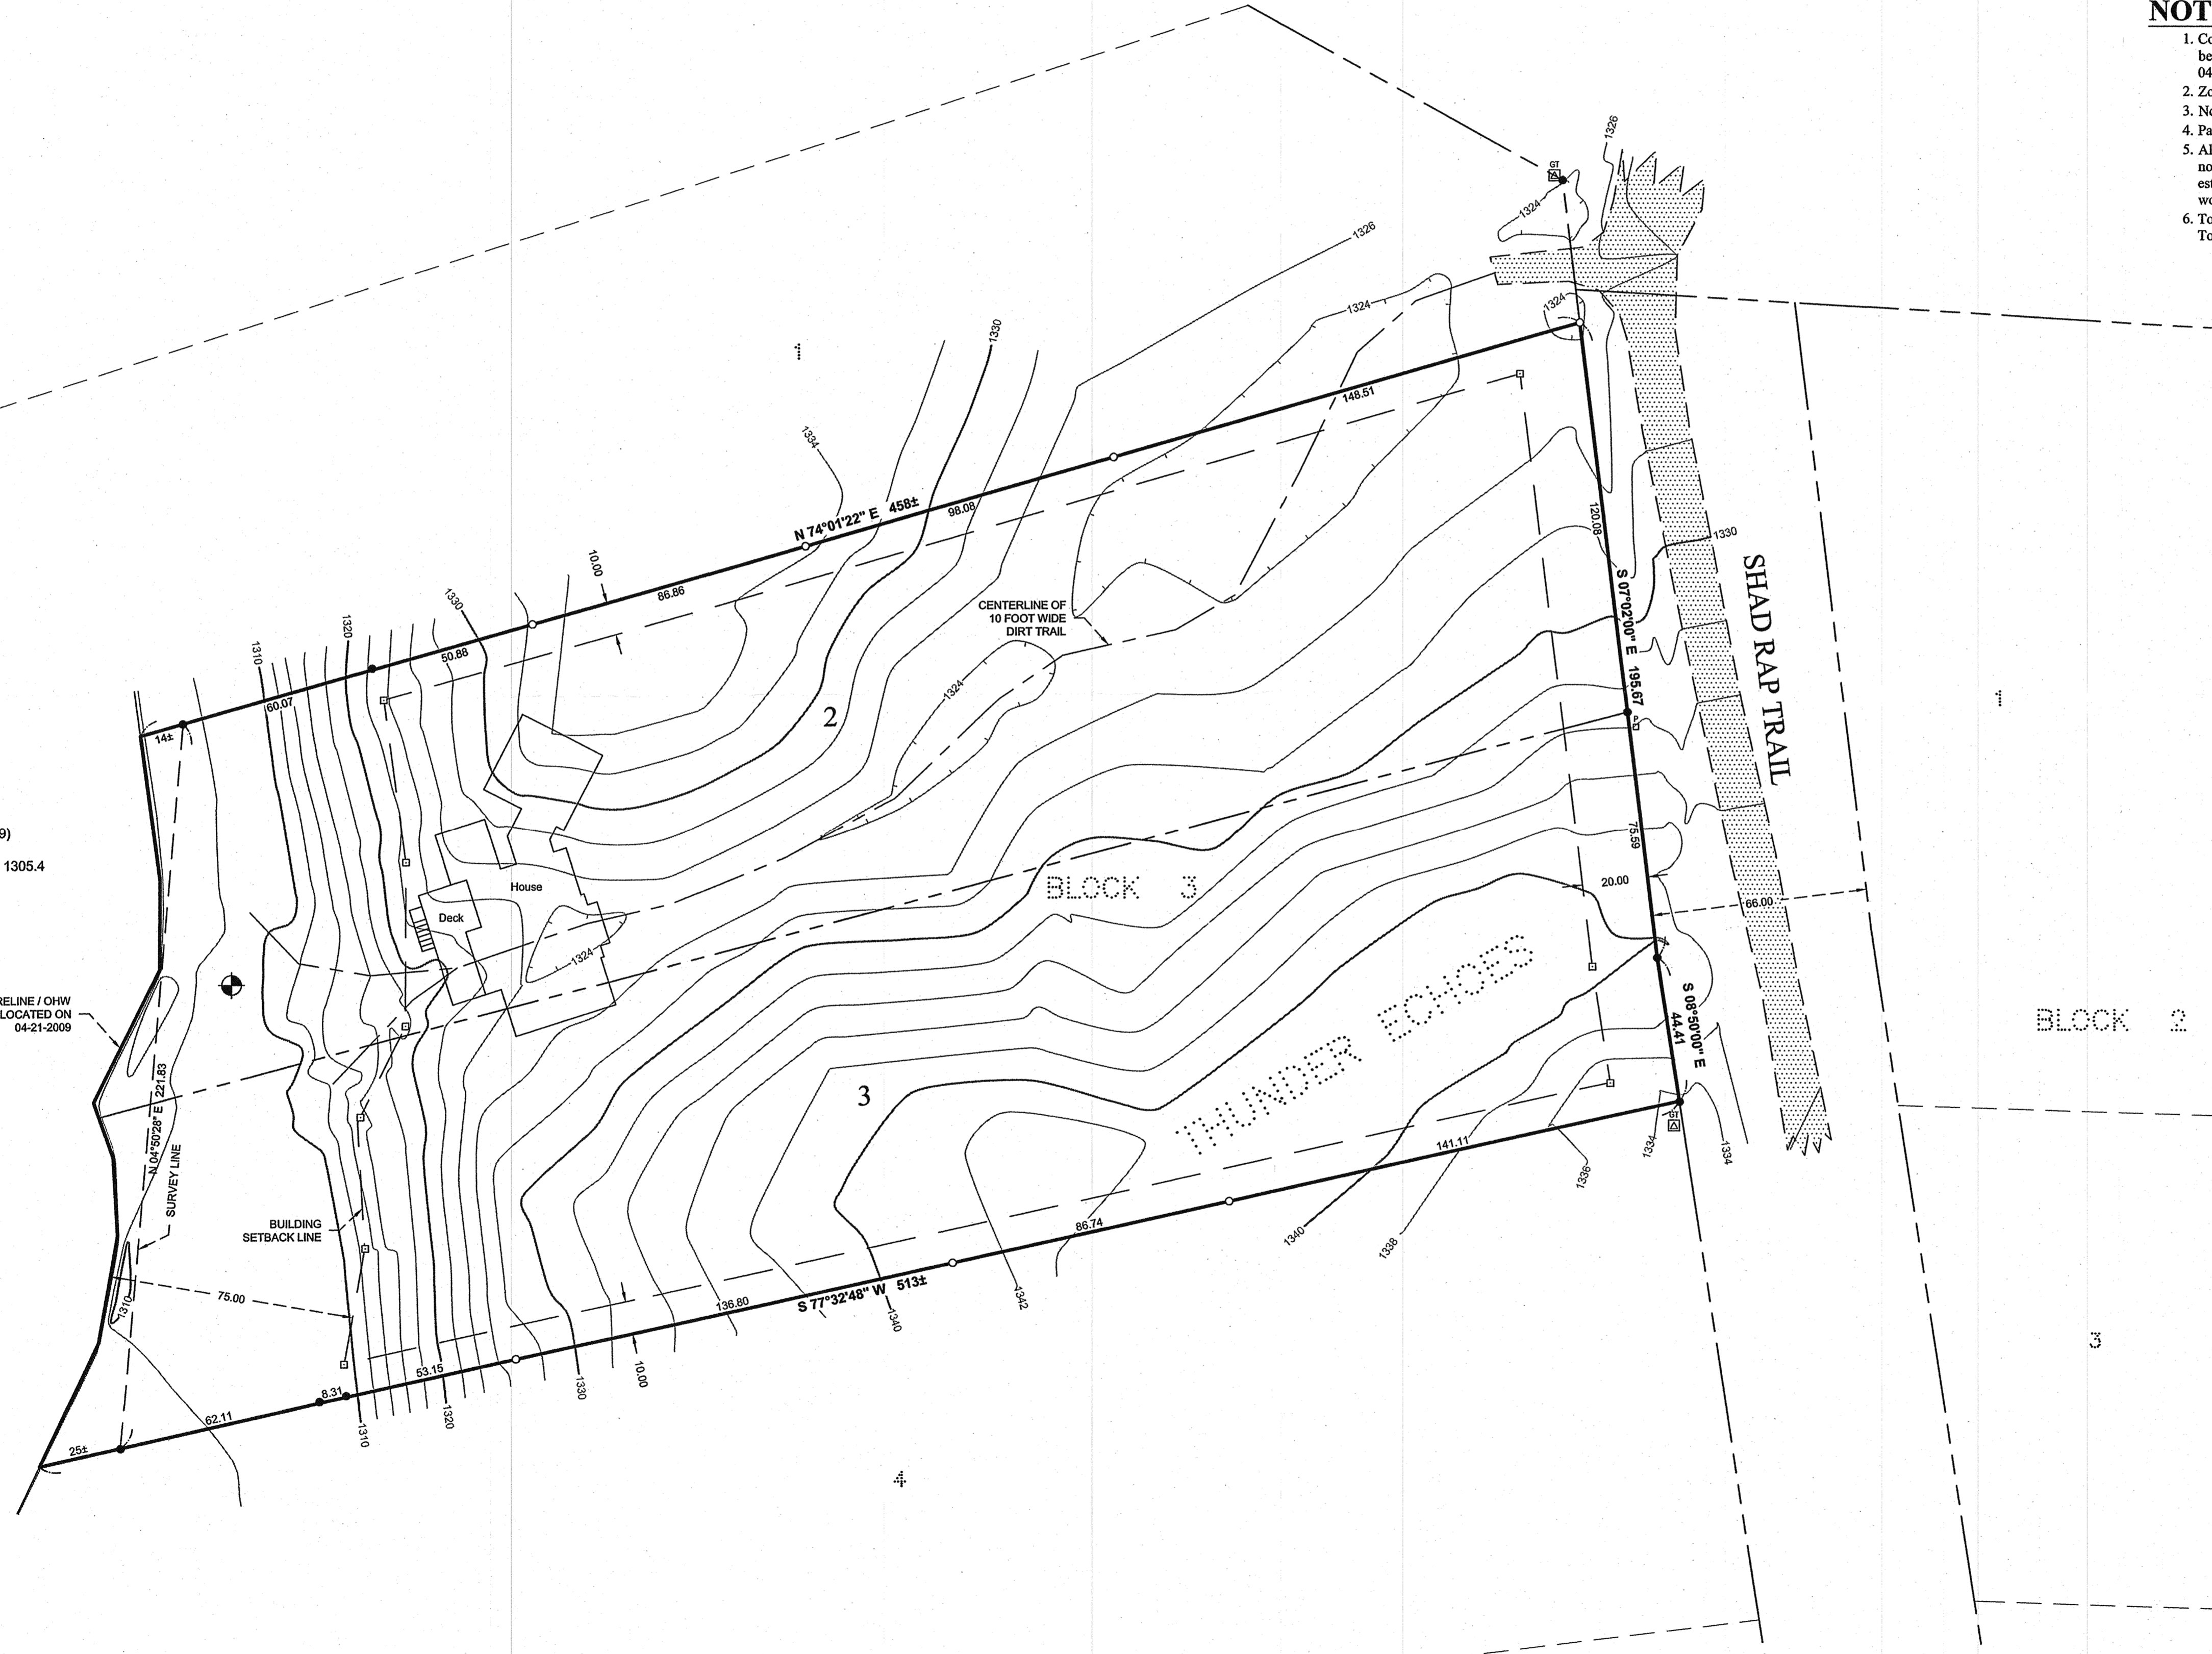 NOT
1. Co
be
04
2. Zo
3. No
4. Pa
5. Al
no
est
wo
6. To
To
GT
1326
1324
1326
1324
1324
1330
1
148.51
1334
N 74°01'22" E 458±
98.08
120.08
1330
10.00
86.86
1330
CENTERLINE OF
10 FOOT WIDE
DIRT TRAIL
S 07°02'00" E 195.67
SHAD RAP TRAIL
1320
1310
50.88
1324
2
60.07
14±
P
1
9)
1305.4
75.59
House
BLOCK 3
20.00
66.00
Deck
1324
RELINE / OHW
LOCATED ON
04-21-2009
THUNDER ECHOES
S 08°50'00" E
44.41
BLOCK 2
N 04°50'28" E 221.83
SURVEY LINE
3
GT
141.11
1334
1334
1336
BUILDING
SETBACK LINE
86.74
1340
1338
75.00
1310
136.80
S 77°32'48" W 513±
1342
1340
3
10.00
53.15
1330
8.31
1320
62.11
1310
25±
4